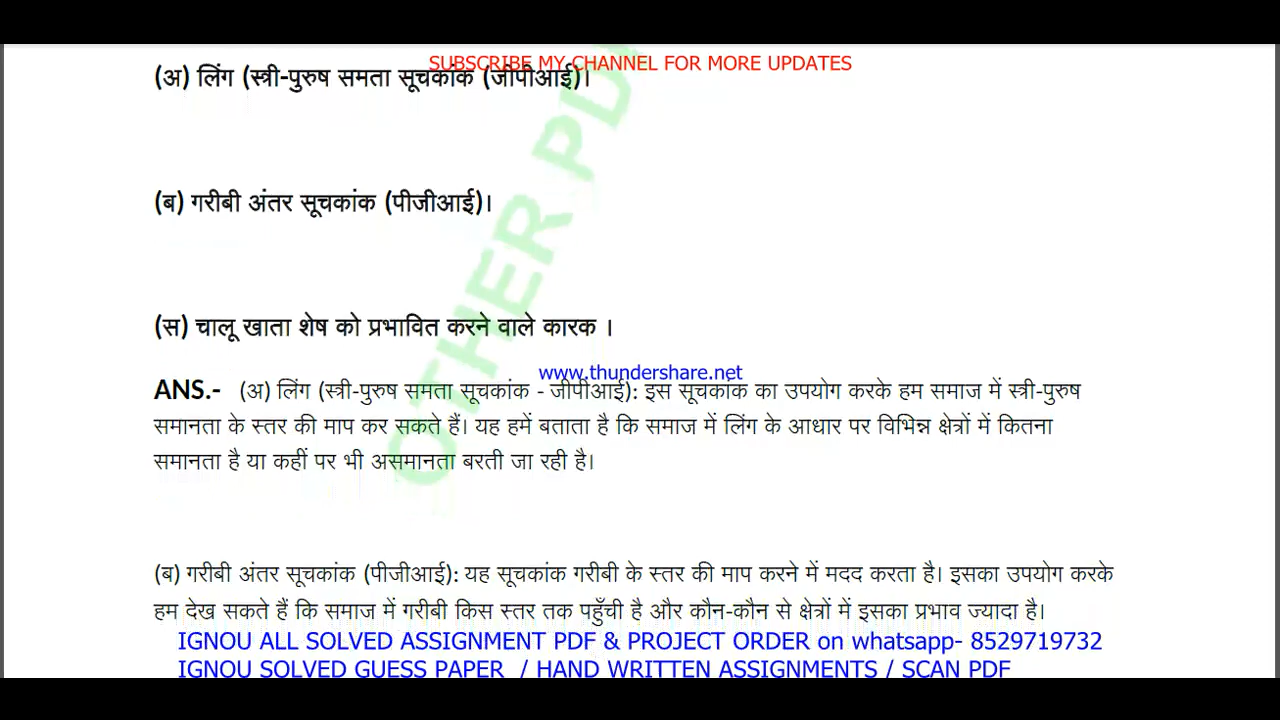 SUBSCRIBE MY CHANNEL FOR MORE UPDATES
(अ) लिंग (स्त्री-पुरुष समता सूचकांक (जीपीआई)।
(ब) गरीबी अंतर सूचकांक (पीजीआई)।
(स) चालू खाता शेष को प्रभावित करने वाले कारक ।
www.thundershare.net
ANS.- (अ) लिंग (स्त्री-पुरुष समता सूचकांक - जीपीआई): इस सूचकांक का उपयोग करके हम समाज में स्त्री-पुरुष
समानता के स्तर की माप कर सकते हैं। यह हमें बताता है कि समाज में लिंग के आधार पर विभिन्न क्षेत्रों में कितना
समानता है या कहीं पर भी असमानता बरती जा रही है।
(ब) गरीबी अंतर सूचकांक (पीजीआई): यह सूचकांक गरीबी के स्तर की माप करने में मदद करता है। इसका उपयोग करके
हम देख सकते हैं कि समाज में गरीबी किस स्तर तक पहुँची है और कौन-कौन से क्षेत्रों में इसका प्रभाव ज्यादा है।
IGNOU ALL SOLVED ASSIGNMENT PDF & PROJECT ORDER on whatsapp- 8529719732
IGNOU SOLVED GUESS PAPER / HAND WRITTEN ASSIGNMENTS / SCAN PDF
OTHER PD